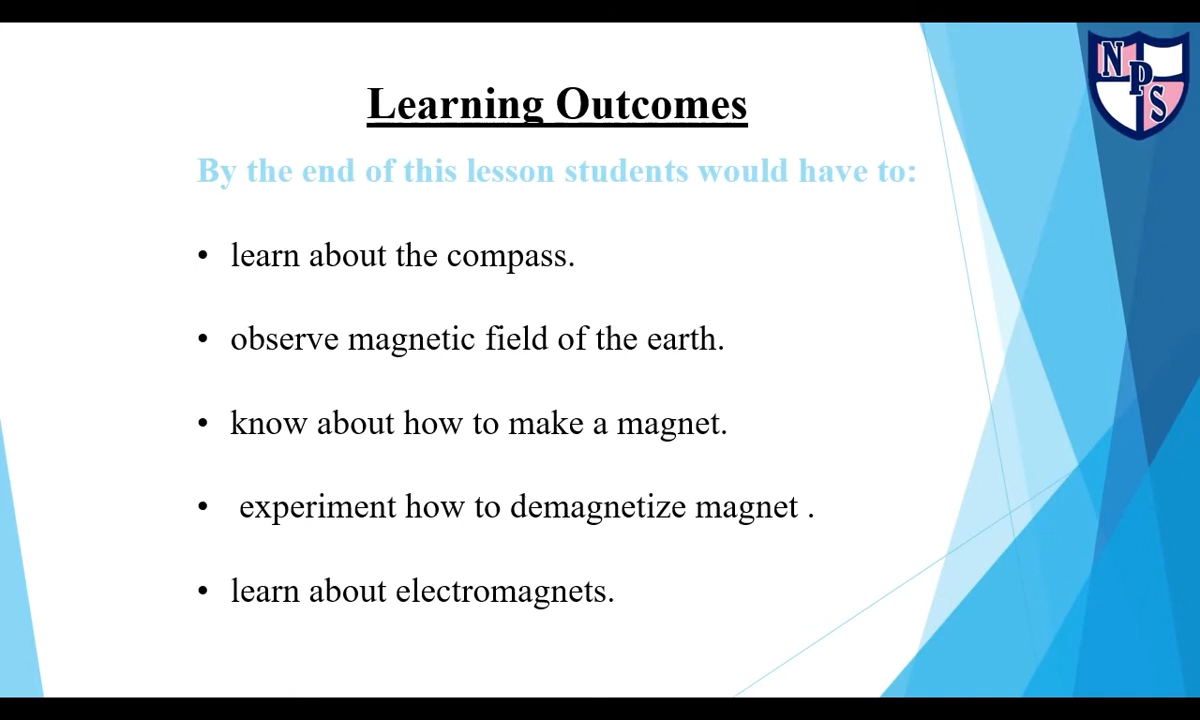 NPS
Learning Outcomes
By the end of this lesson students would have to:
• learn about the compass.
• observe magnetic field of the earth.
• know about how to make a magnet.
• experiment how to demagnetize magnet .
• learn about electromagnets.